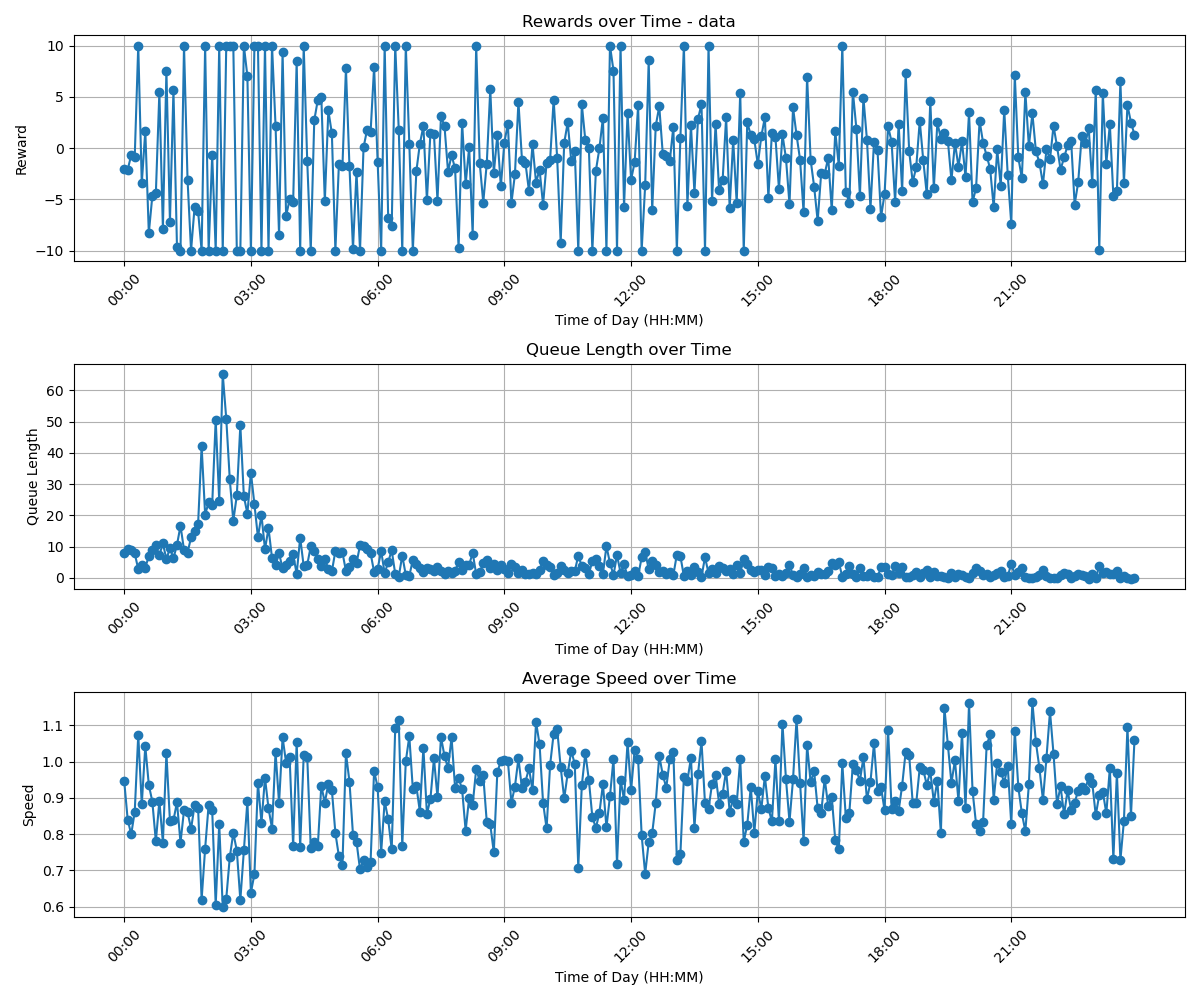 Rewards over Time - data
10
5
0
−5
−10
Reward
00:00 03:00 06:00 09:00 12:00 15:00 18:00 21:00
Time of Day (HH:MM)
Queue Length over Time
60
50
40
30
20
10
0
Queue Length
00:00 03:00 06:00 09:00 12:00 15:00 18:00 21:00
Time of Day (HH:MM)
Average Speed over Time
1.1
1.0
0.9
0.8
0.7
0.6
Speed
00:00 03:00 06:00 09:00 12:00 15:00 18:00 21:00
Time of Day (HH:MM)